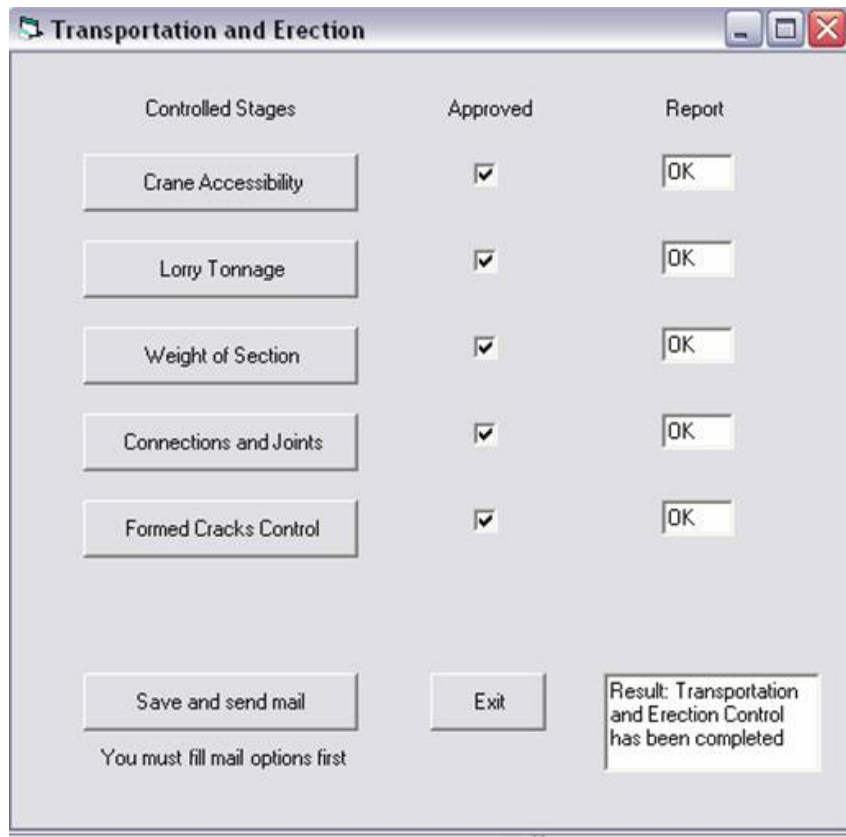 Transportation and Erection
Controlled Stages Approved Report
Crane Accessibility OK
Lorry Tonnage OK
Weight of Section OK
Connections and Joints OK
Formed Cracks Control OK
Save and send mail Exit
You must fill mail options first
Result: Transportation
and Erection Control
has been completed